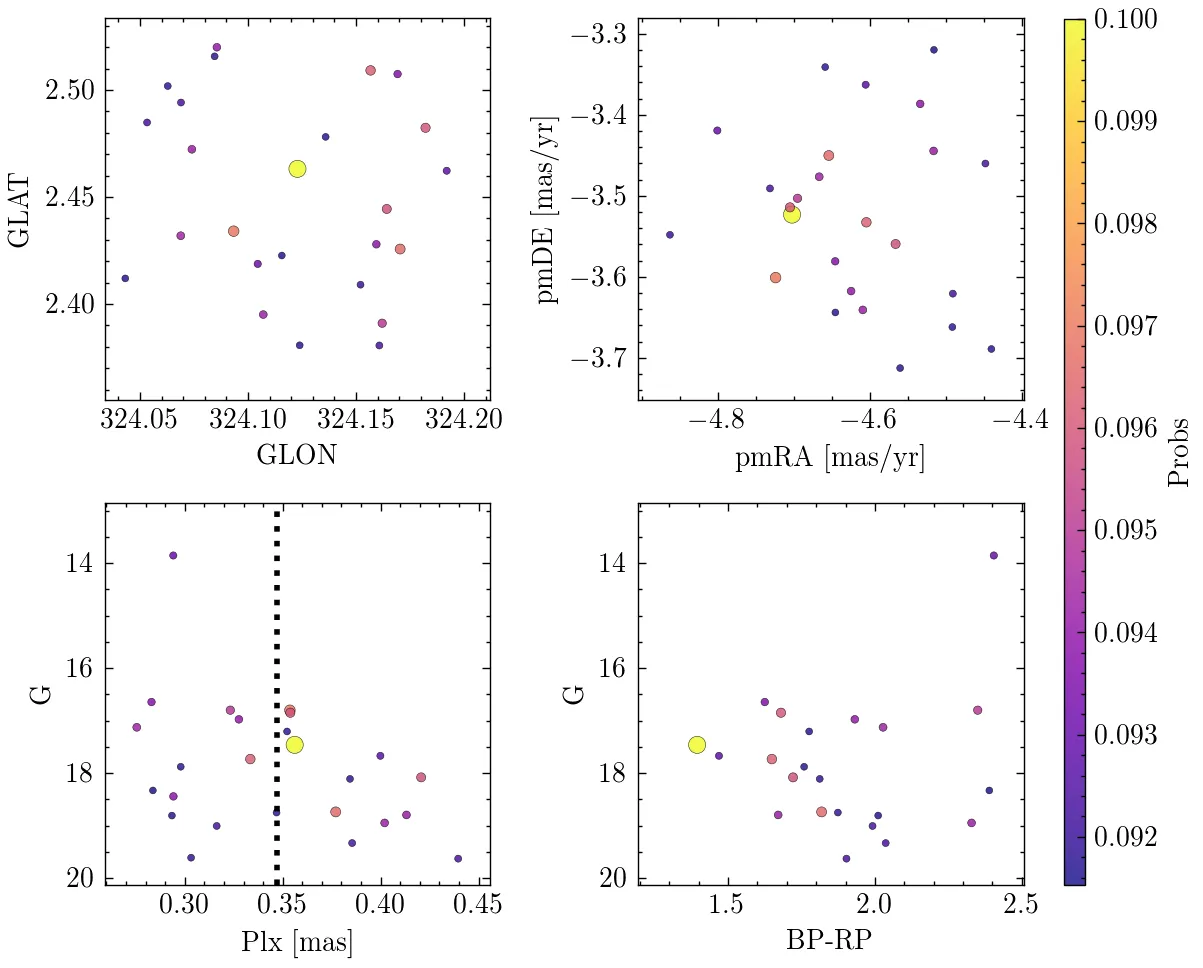 2.50
2.45
2.40
GLAT
324.05 324.10 324.15 324.20
GLON
−3.3
−3.4
−3.5
−3.6
−3.7
pmDE [mas/yr]
−4.8 −4.6 −4.4
pmRA [mas/yr]
14
16
18
20
G
0.30 0.35 0.40 0.45
Plx [mas]
14
16
18
20
G
1.5 2.0 2.5
BP-RP
0.100
0.099
0.098
0.097
0.096
0.095
0.094
0.093
0.092
Probs